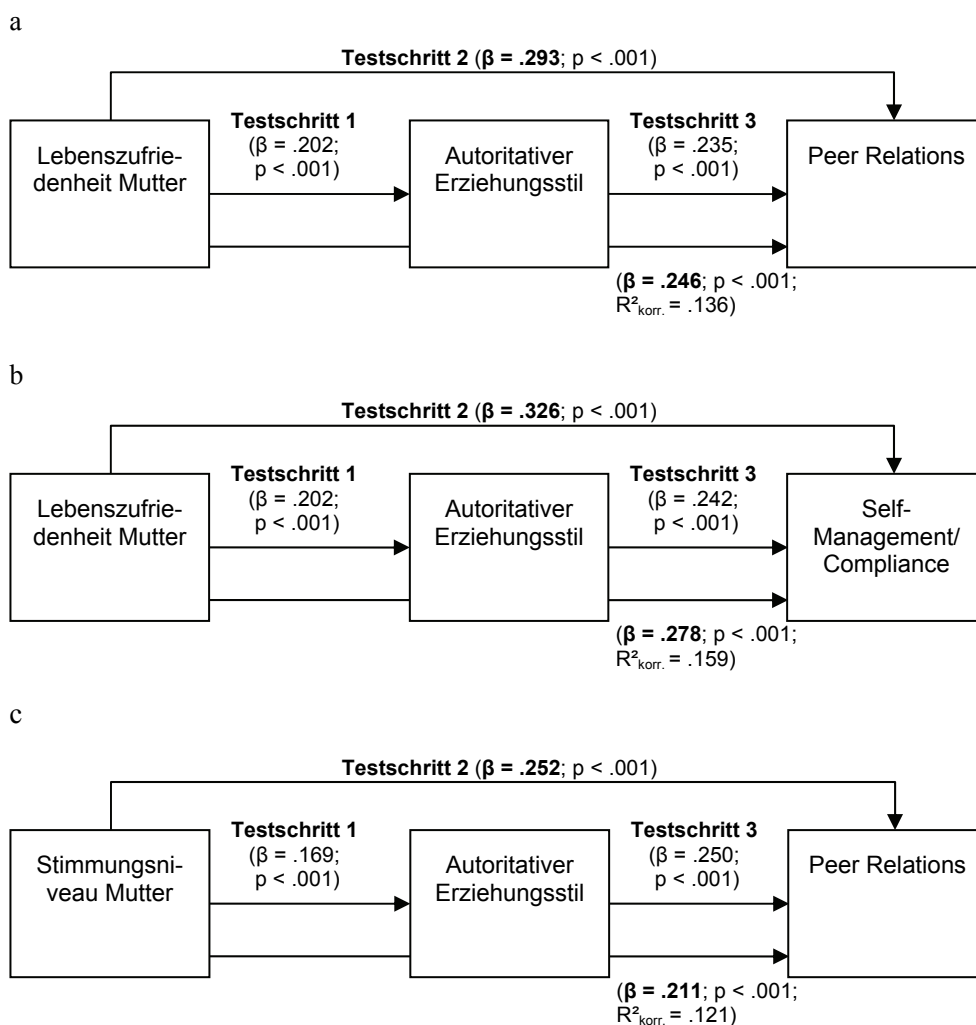 a
Testschritt 2 (β = .293; p < .001)
Lebenszufrie-
denheit Mutter
Testschritt 1
(β = .202;
p < .001)
Autoritativer
Erziehungsstil
Testschritt 3
(β = .235;
p < .001)
Peer Relations
(β = .246; p < .001;
R²korr. = .136)
b
Testschritt 2 (β = .326; p < .001)
Lebenszufrie-
denheit Mutter
Testschritt 1
(β = .202;
p < .001)
Autoritativer
Erziehungsstil
Testschritt 3
(β = .242;
p < .001)
Self-
Management/
Compliance
(β = .278; p < .001;
R²korr. = .159)
c
Testschritt 2 (β = .252; p < .001)
Stimmungsni-
veau Mutter
Testschritt 1
(β = .169;
p < .001)
Autoritativer
Erziehungsstil
Testschritt 3
(β = .250;
p < .001)
Peer Relations
(β = .211; p < .001;
R²korr. = .121)